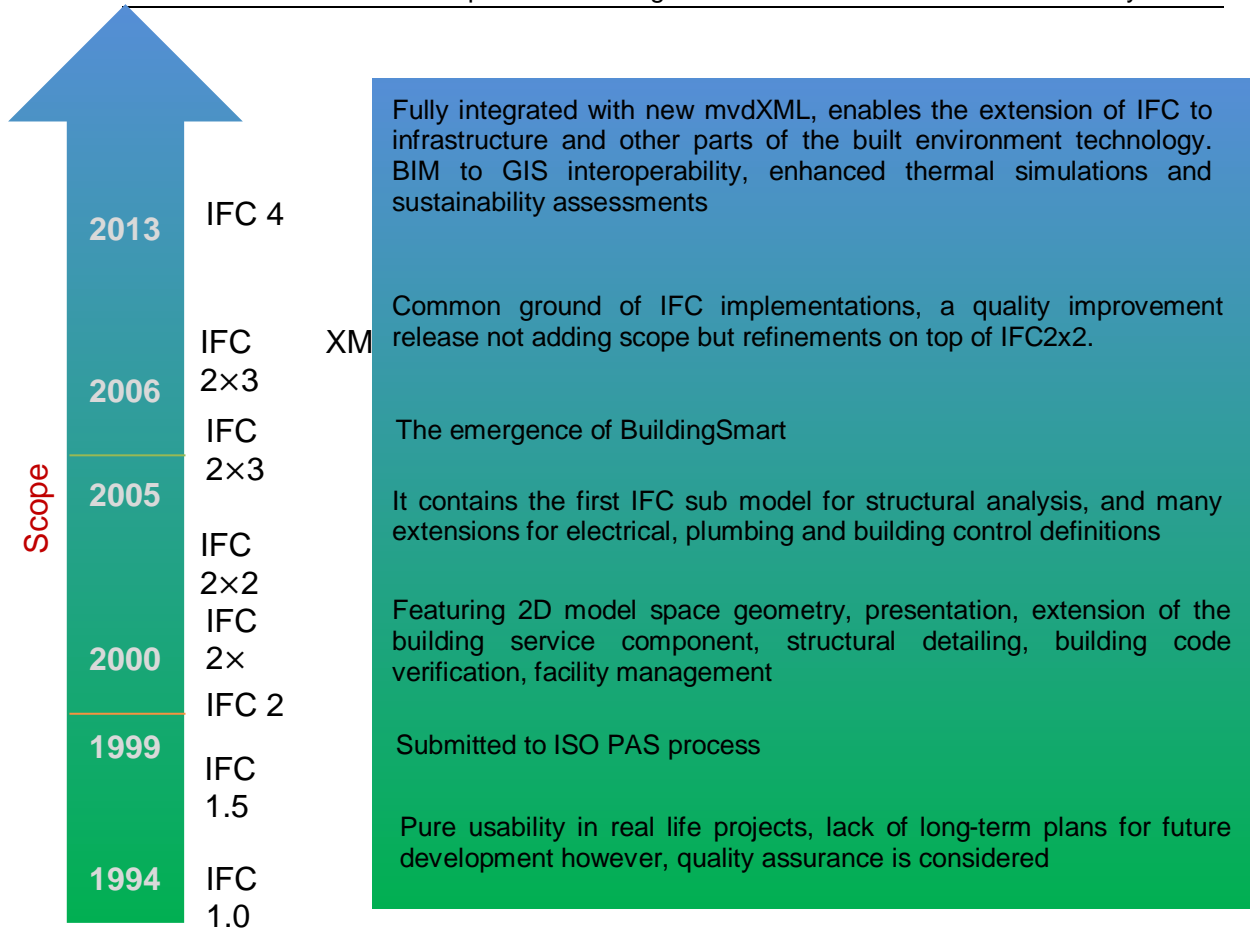 Fully integrated with new mvdXML, enables the extension of IFC to
infrastructure and other parts of the built environment technology.
BIM to GIS interoperability, enhanced thermal simulations and
sustainability assessments
2013
IFC 4
Common ground of IFC implementations, a quality improvement
release not adding scope but refinements on top of IFC2x2.
IFC XM
2×3
2006
IFC
2×3
The emergence of BuildingSmart
Scope
2005
It contains the first IFC sub model for structural analysis, and many
extensions for electrical, plumbing and building control definitions
IFC
2×2
Featuring 2D model space geometry, presentation, extension of the
building service component, structural detailing, building code
verification, facility management
IFC
2×
2000
IFC 2
1999
Submitted to ISO PAS process
IFC
1.5
Pure usability in real life projects, lack of long-term plans for future
development however, quality assurance is considered
1994
IFC
1.0